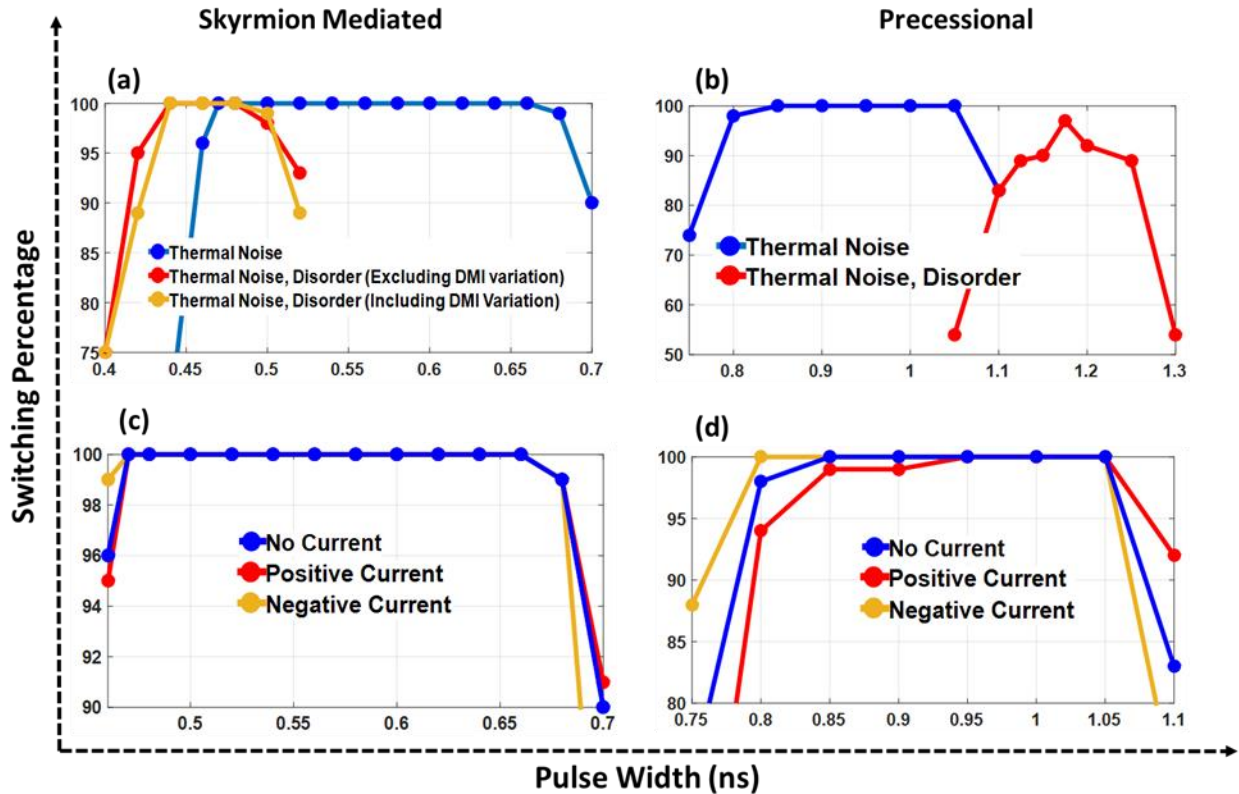 Skyrmion Mediated
Precessional
Switching Percentage
(a)
100
95
90
85
80
75
Thermal Noise
Thermal Noise, Disorder (Excluding DMI variation)
Thermal Noise, Disorder (Including DMI Variation)
0.4 0.45 0.5 0.55 0.6 0.65 0.7
(b)
100
90
80
70
60
50
Thermal Noise
Thermal Noise, Disorder
0.8 0.9 1 1.1 1.2 1.3
(c)
100
98
96
94
92
90
No Current
Positive Current
Negative Current
0.5 0.55 0.6 0.65 0.7
(d)
100
95
90
85
80
No Current
Positive Current
Negative Current
0.75 0.8 0.85 0.9 0.95 1 1.05 1.1
Pulse Width (ns)